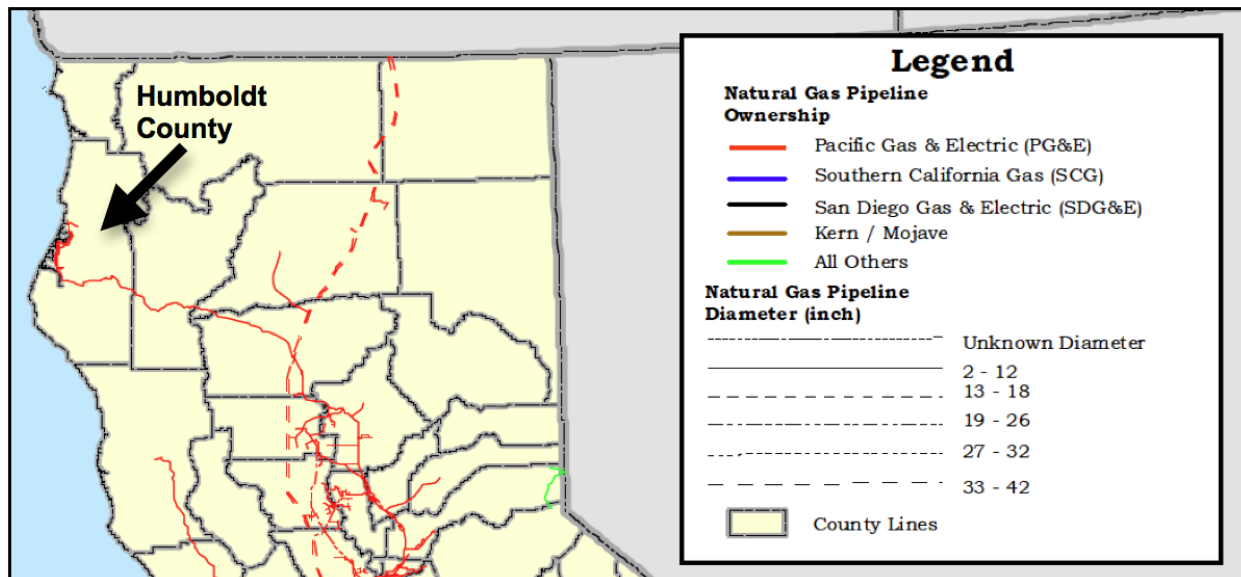 Humboldt
County
Legend
Natural Gas Pipeline
Ownership
Pacific Gas & Electric (PG&E)
Southern California Gas (SCG)
San Diego Gas & Electric (SDG&E)
Kern / Mojave
All Others
Natural Gas Pipeline
Diameter (inch)
Unknown Diameter
2 - 12
13 - 18
19 - 26
27 - 32
33 - 42
County Lines